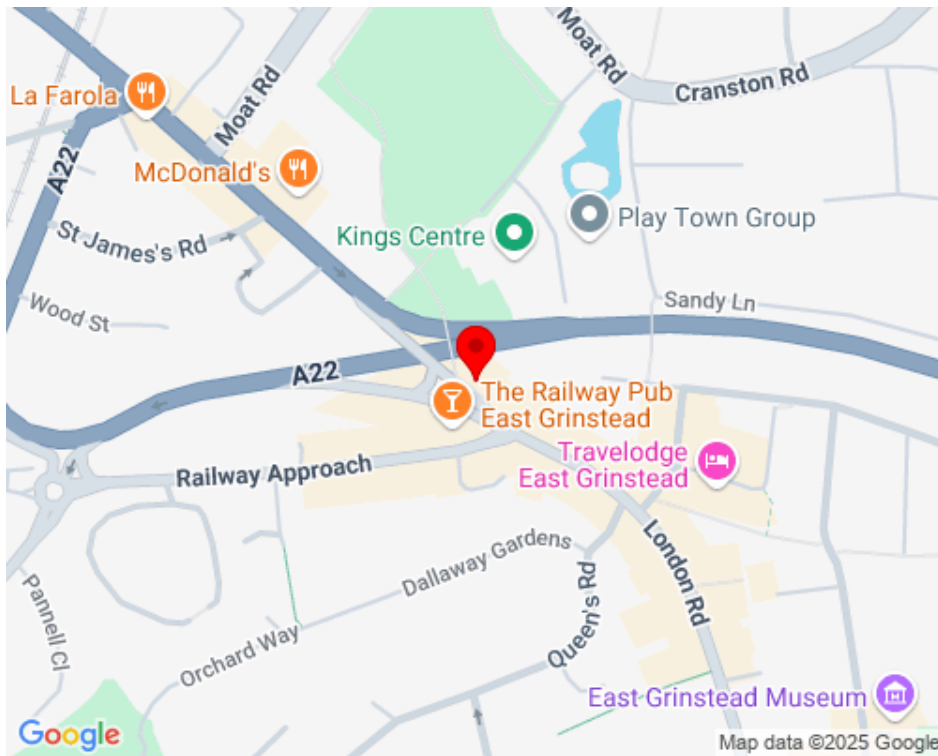 Moat Rd
Cranston Rd
La Farola
Moat Rd
McDonald's
A22
Play Town Group
Kings Centre
St James's Rd
Wood St
Sandy Ln
A22
The Railway Pub
East Grinstead
Travelodge
East Grinstead
Railway Approach
London Rd
Dallaway Gardens
Queen's Rd
Pannell Cl
Orchard Way
East Grinstead Museum
Google
Map data ©2025 Google